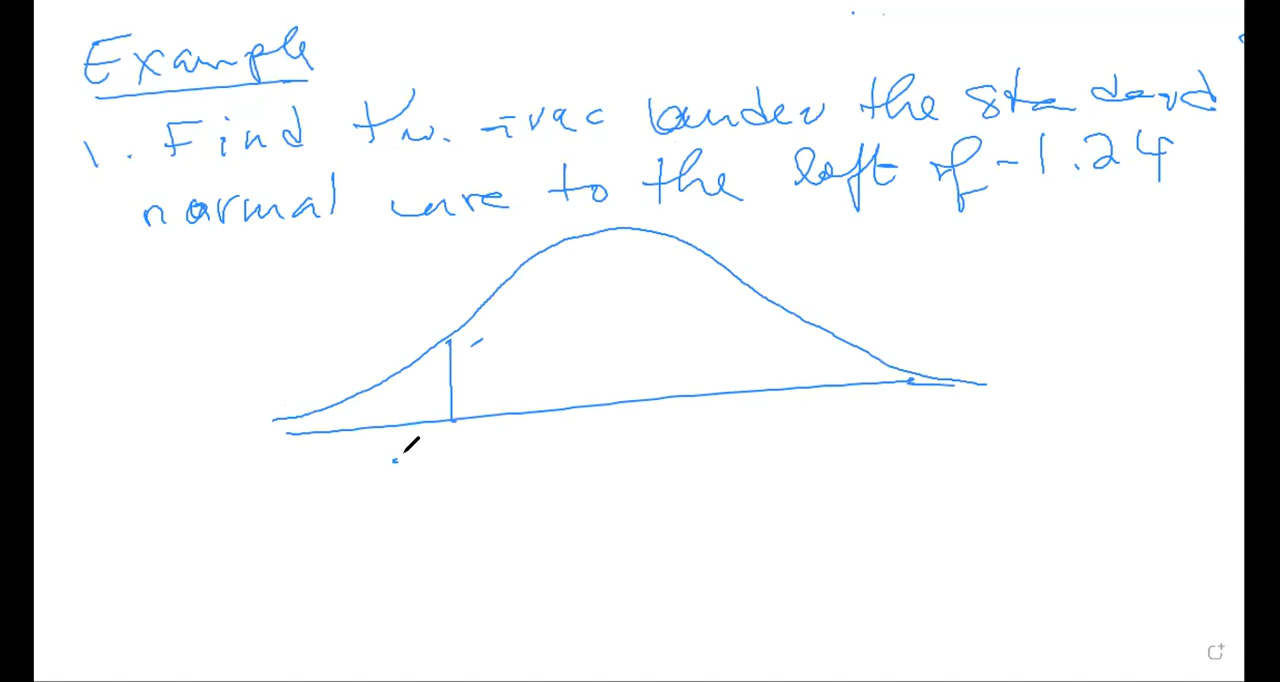 Example
1. Find the area under the standard
normal curve to the left of -1.24